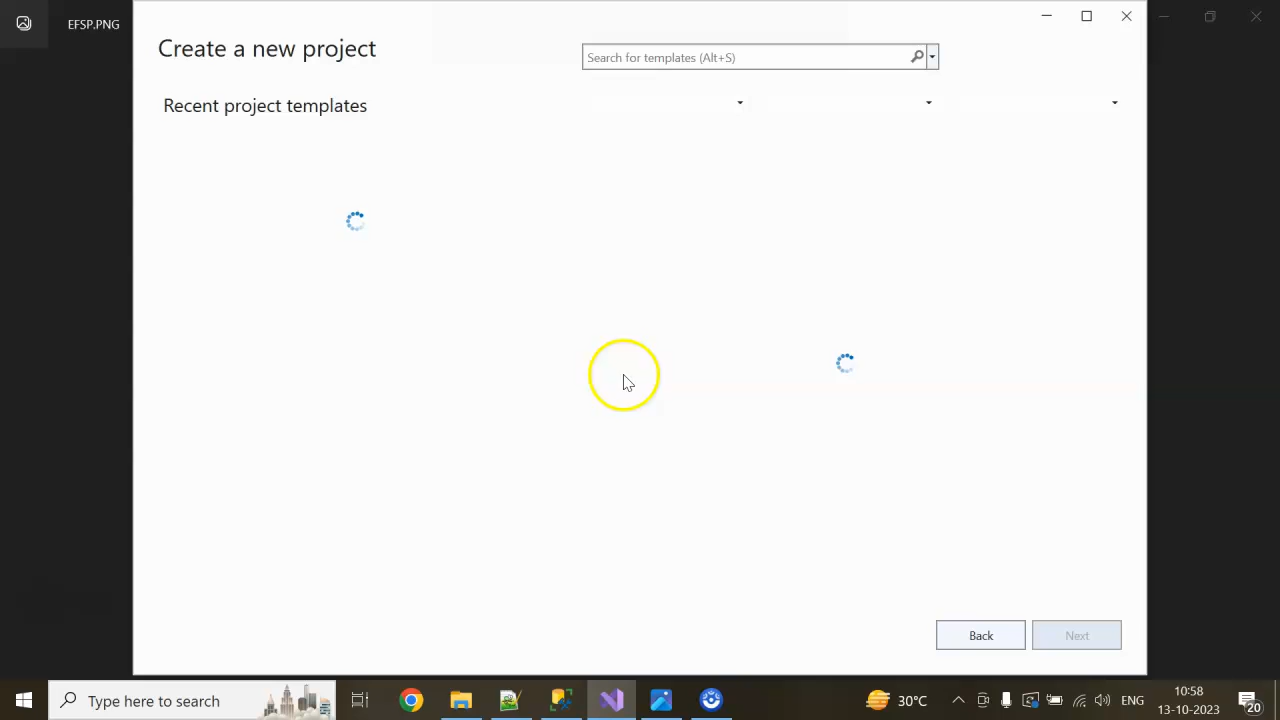 EFSP.PNG
Create a new project
Search for templates (Alt+S)
Recent project templates
Back
Next
Type here to search
30°C
ENG
10:58
13-10-2023
20